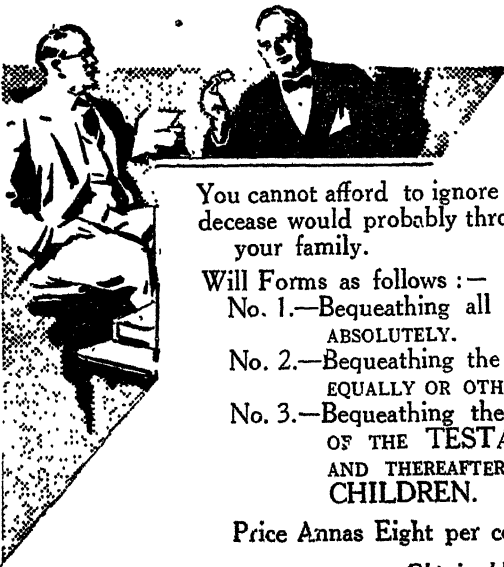 You cannot afford to ignore
decease would probably thro
your family.
Will Forms as follows :—
No. 1.—Bequeathing all
ABSOLUTELY.
No. 2.—Bequeathing the
EQUALLY OR OTH
No. 3.—Bequeathing the
OF THE TESTA
AND THEREAFTER
CHILDREN.
Price Annas Eight per co